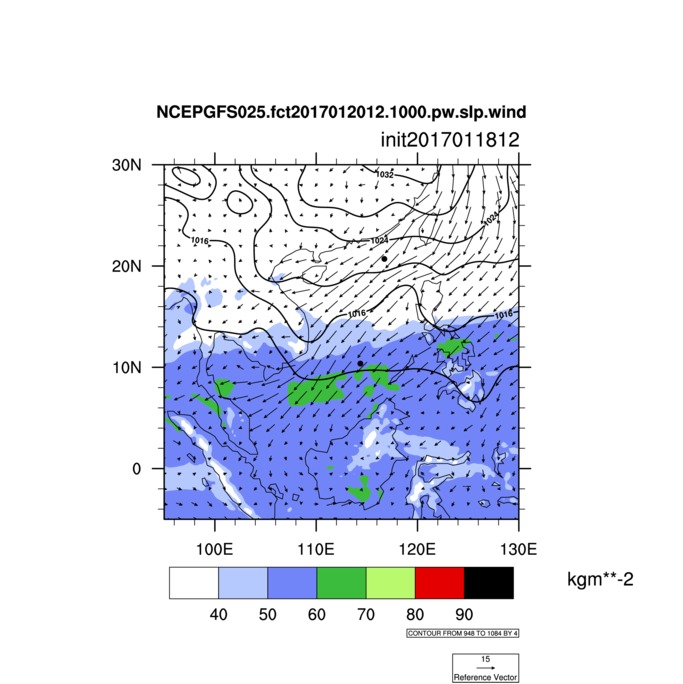 NCEPGFS025.fct2017012012.1000.pw.slp.wind
init2017011812
30N
1032
1024
1024
1016
20N
1016
1016
10N
0
100E 110E 120E 130E
kgm**-2
40 50 60 70 80 90
CONTOUR FROM 948 TO 1084 BY 4
15
Reference Vector